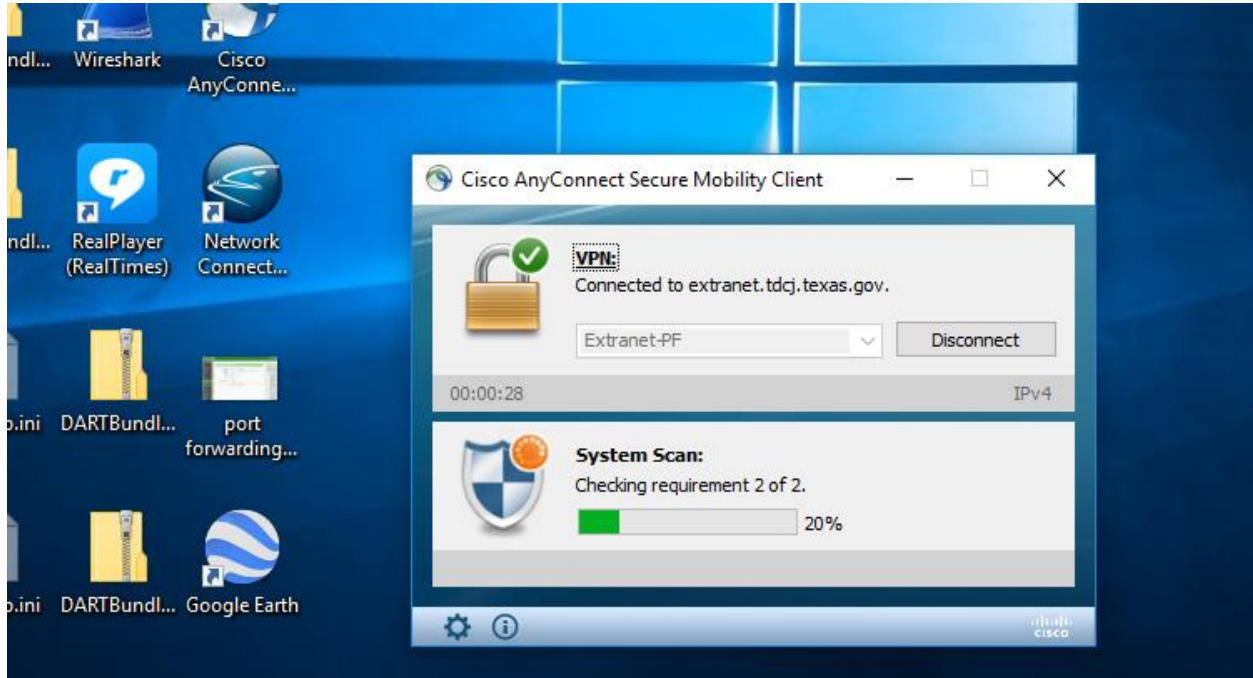 ndl...
Wireshark
Cisco
AnyConne...
ndl...
RealPlayer
(RealTimes)
Network
Connect...
o.ini
DARTBundl...
port
forwarding...
o.ini
DARTBundl...
Google Earth
Cisco AnyConnect Secure Mobility Client
VPN:
Connected to extranet.tdcj.texas.gov.
Extranet-PF
Disconnect
00:00:28
IPv4
System Scan:
Checking requirement 2 of 2.
20%
cisco